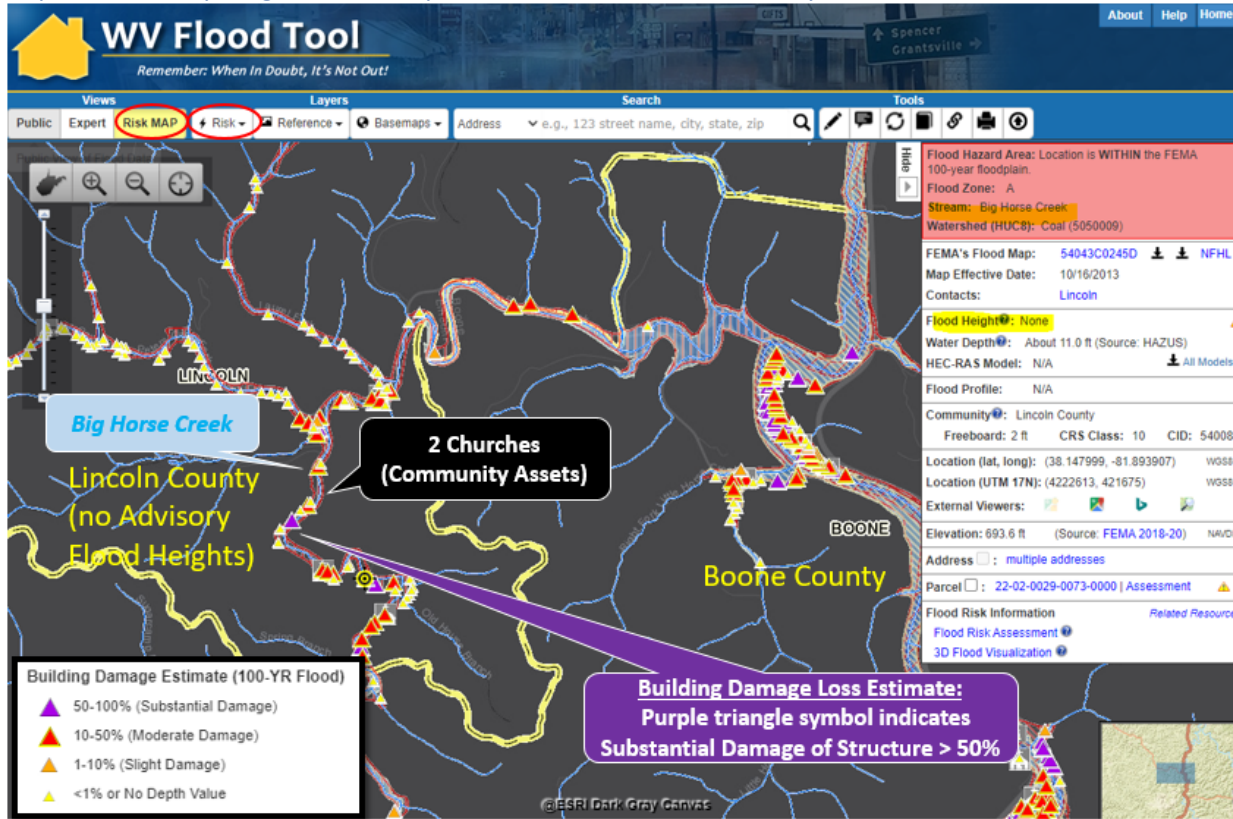 WV Flood Tool
Remember: When In Doubt, It's Not Out!
GIFTS
Spencer
Grantsville
About Help Home
Views Layers Search Tools
Public Expert Risk MAP Risk Reference Basemaps Address e.g., 123 street name, city, state, zip
Hide
Flood Hazard Area: Location is WITHIN the FEMA
100-year floodplain.
Flood Zone: A
Stream: Big Horse Creek
Watershed (HUC8): Coal (5050009)
FEMA's Flood Map: 54043C0245D NFHL
Map Effective Date: 10/16/2013
Contacts: Lincoln
Flood Height: None
Water Depth: About 11.0 ft (Source: HAZUS)
HEC-RAS Model: N/A All Models
Flood Profile: N/A
Community: Lincoln County
Freeboard: 2 ft CRS Class: 10 CID: 54008
Location (lat, long): (38.147999, -81.893907) WGS8
Location (UTM 17N): (4222613, 421675) WGS8
External Viewers:
Elevation: 693.6 ft (Source: FEMA 2018-20) NAVD
Address : multiple addresses
Parcel : 22-02-0029-0073-0000 | Assessment
Flood Risk Information Related Resource
Flood Risk Assessment
3D Flood Visualization
LINCOLN
Big Horse Creek
Lincoln County
(no Advisory
Flood Heights)
2 Churches
(Community Assets)
BOONE
Boone County
Building Damage Loss Estimate:
Purple triangle symbol indicates
Substantial Damage of Structure > 50%
Building Damage Estimate (100-YR Flood)
50-100% (Substantial Damage)
10-50% (Moderate Damage)
1-10% (Slight Damage)
<1% or No Depth Value
@ESRI Dark Gray Canvas